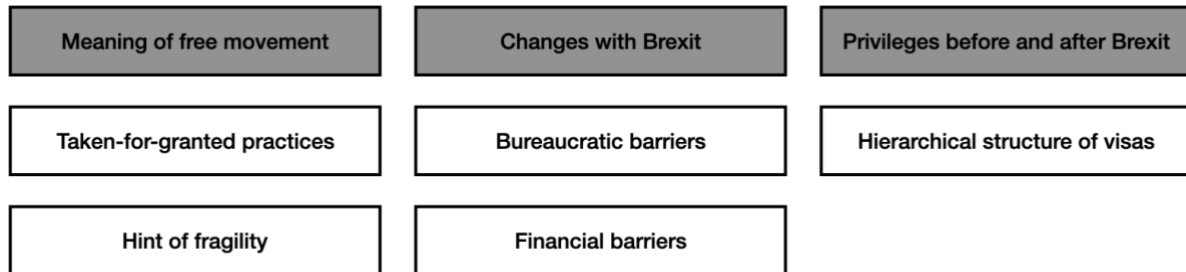 Meaning of free movement
Changes with Brexit
Privileges before and after Brexit
Taken-for-granted practices
Bureaucratic barriers
Hierarchical structure of visas
Hint of fragility
Financial barriers